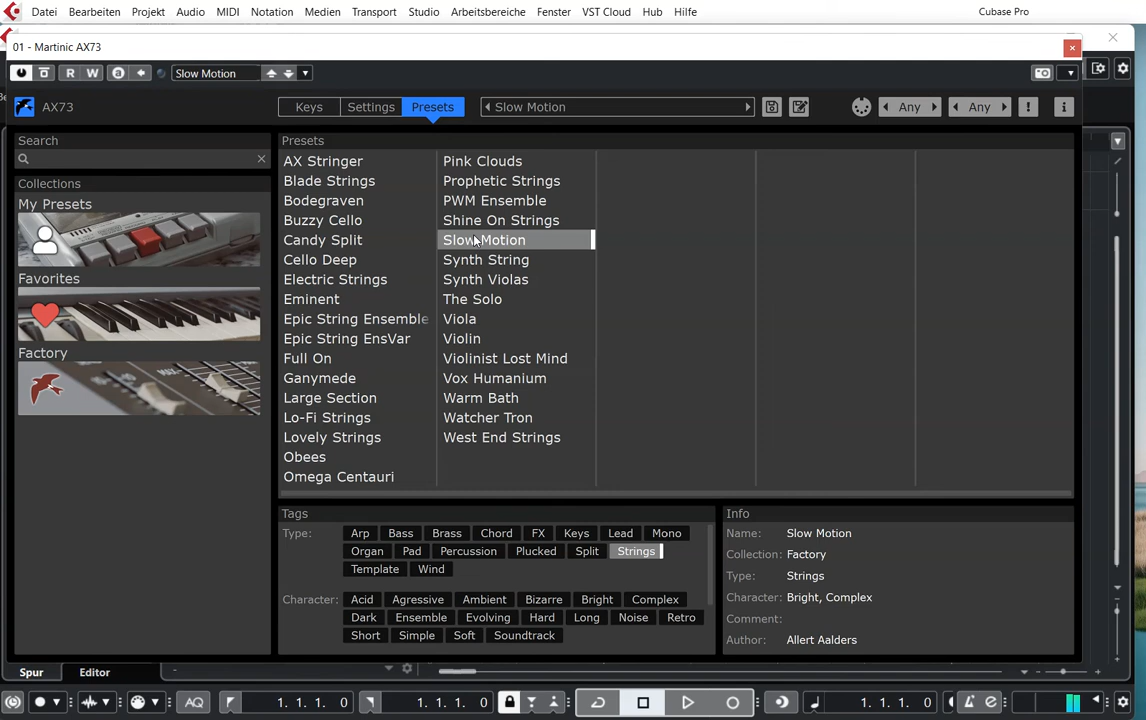 Datei Bearbeiten Projekt Audio MIDI Notation Medien Transport Studio Arbeitsbereiche Fenster VST Cloud Hub Hilfe Cubase Pro
01 - Martinic AX73
R W a Slow Motion
AX73 Keys Settings Presets Slow Motion Any Any ! i
Search
Collections
My Presets
Favorites
Factory
Presets
AX Stringer
Blade Strings
Bodegraven
Buzzy Cello
Candy Split
Cello Deep
Electric Strings
Eminent
Epic String Ensemble
Epic String EnsVar
Full On
Ganymede
Large Section
Lo-Fi Strings
Lovely Strings
Obees
Omega Centauri
Pink Clouds
Prophetic Strings
PWM Ensemble
Shine On Strings
Slow Motion
Synth String
Synth Violas
The Solo
Viola
Violin
Violinist Lost Mind
Vox Humanium
Warm Bath
Watcher Tron
West End Strings
Tags
Type: Arp Bass Brass Chord FX Keys Lead Mono
Organ Pad Percussion Plucked Split Strings
Template Wind
Character: Acid Agressive Ambient Bizarre Bright Complex
Dark Ensemble Evolving Hard Long Noise Retro
Short Simple Soft Soundtrack
Info
Name: Slow Motion
Collection: Factory
Type: Strings
Character: Bright, Complex
Comment:
Author: Allert Aalders
Spur Editor -
AQ 1. 1. 1. 0 1. 1. 1. 0 1. 1. 1. 0